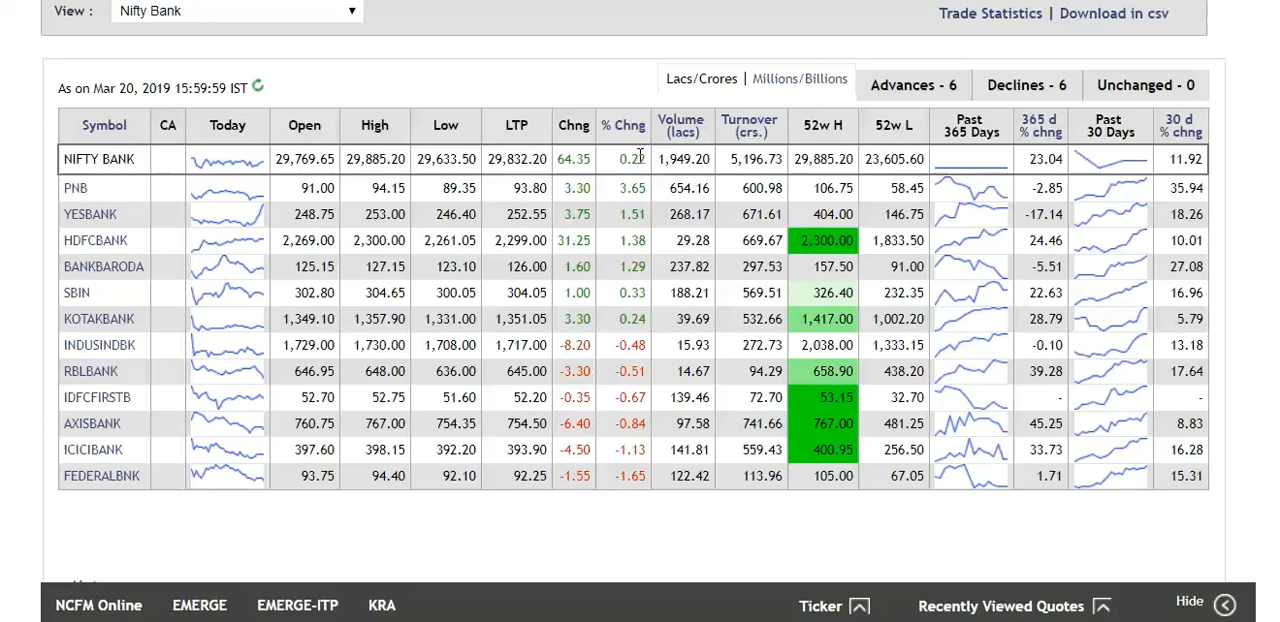 View : Nifty Bank
Trade Statistics | Download in csv
As on Mar 20, 2019 15:59:59 IST
Lacs/Crores | Millions/Billions Advances - 6 Declines - 6 Unchanged - 0
Symbol CA Today Open High Low LTP Chng % Chng Volume (lacs) Turnover (crs.) 52w H 52w L Past 365 Days 365 d % chng Past 30 Days 30 d % chng
NIFTY BANK 29,769.65 29,885.20 29,633.50 29,832.20 64.35 0.22 1,949.20 5,196.73 29,885.20 23,605.60 23.04 11.92
PNB 91.00 94.15 89.35 93.80 3.30 3.65 654.16 600.98 106.75 58.45 -2.85 35.94
YESBANK 248.75 253.00 246.40 252.55 3.75 1.51 268.17 671.61 404.00 146.75 -17.14 18.26
HDFCBANK 2,269.00 2,300.00 2,261.05 2,299.00 31.25 1.38 29.28 669.67 2,300.00 1,833.50 24.46 10.01
BANKBARODA 125.15 127.15 123.10 126.00 1.60 1.29 237.82 297.53 157.50 91.00 -5.51 27.08
SBIN 302.80 304.65 300.05 304.05 1.00 0.33 188.21 569.51 326.40 232.35 22.63 16.96
KOTAKBANK 1,349.10 1,357.90 1,331.00 1,351.05 3.30 0.24 39.69 532.66 1,417.00 1,002.20 28.79 5.79
INDUSINDBK 1,729.00 1,730.00 1,708.00 1,717.00 -8.20 -0.48 15.93 272.73 2,038.00 1,333.15 -0.10 13.18
RBLBANK 646.95 648.00 636.00 645.00 -3.30 -0.51 14.67 94.29 658.90 438.20 39.28 17.64
IDFCFIRSTB 52.70 52.75 51.60 52.20 -0.35 -0.67 139.46 72.70 53.15 32.70 - -
AXISBANK 760.75 767.00 754.35 754.50 -6.40 -0.84 97.58 741.66 767.00 481.25 45.25 8.83
ICICIBANK 397.60 398.15 392.20 393.90 -4.50 -1.13 141.81 559.43 400.95 256.50 33.73 16.28
FEDERALBNK 93.75 94.40 92.10 92.25 -1.55 -1.65 122.42 113.96 105.00 67.05 1.71 15.31
NCFM Online EMERGE EMERGE-ITP KRA Ticker Recently Viewed Quotes Hide